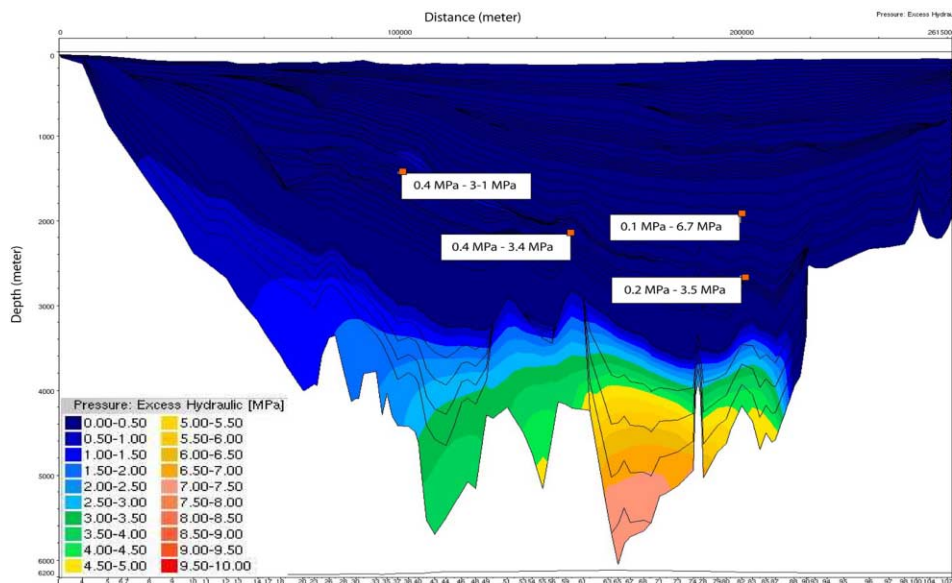 Distance (meter)
Pressure: Excess Hydraul
0 100000 200000 261500
Depth (meter)
0
1000
2000
3000
4000
5000
6000
6200
0.4 MPa - 3-1 MPa
0.1 MPa - 6.7 MPa
0.4 MPa - 3.4 MPa
0.2 MPa - 3.5 MPa
Pressure: Excess Hydraulic [MPa]
0.00-0.50 5.00-5.50
0.50-1.00 5.50-6.00
1.00-1.50 6.00-6.50
1.50-2.00 6.50-7.00
2.00-2.50 7.00-7.50
2.50-3.00 7.50-8.00
3.00-3.50 8.00-8.50
3.50-4.00 8.50-9.00
4.00-4.50 9.00-9.50
4.50-5.00 9.50-10.00